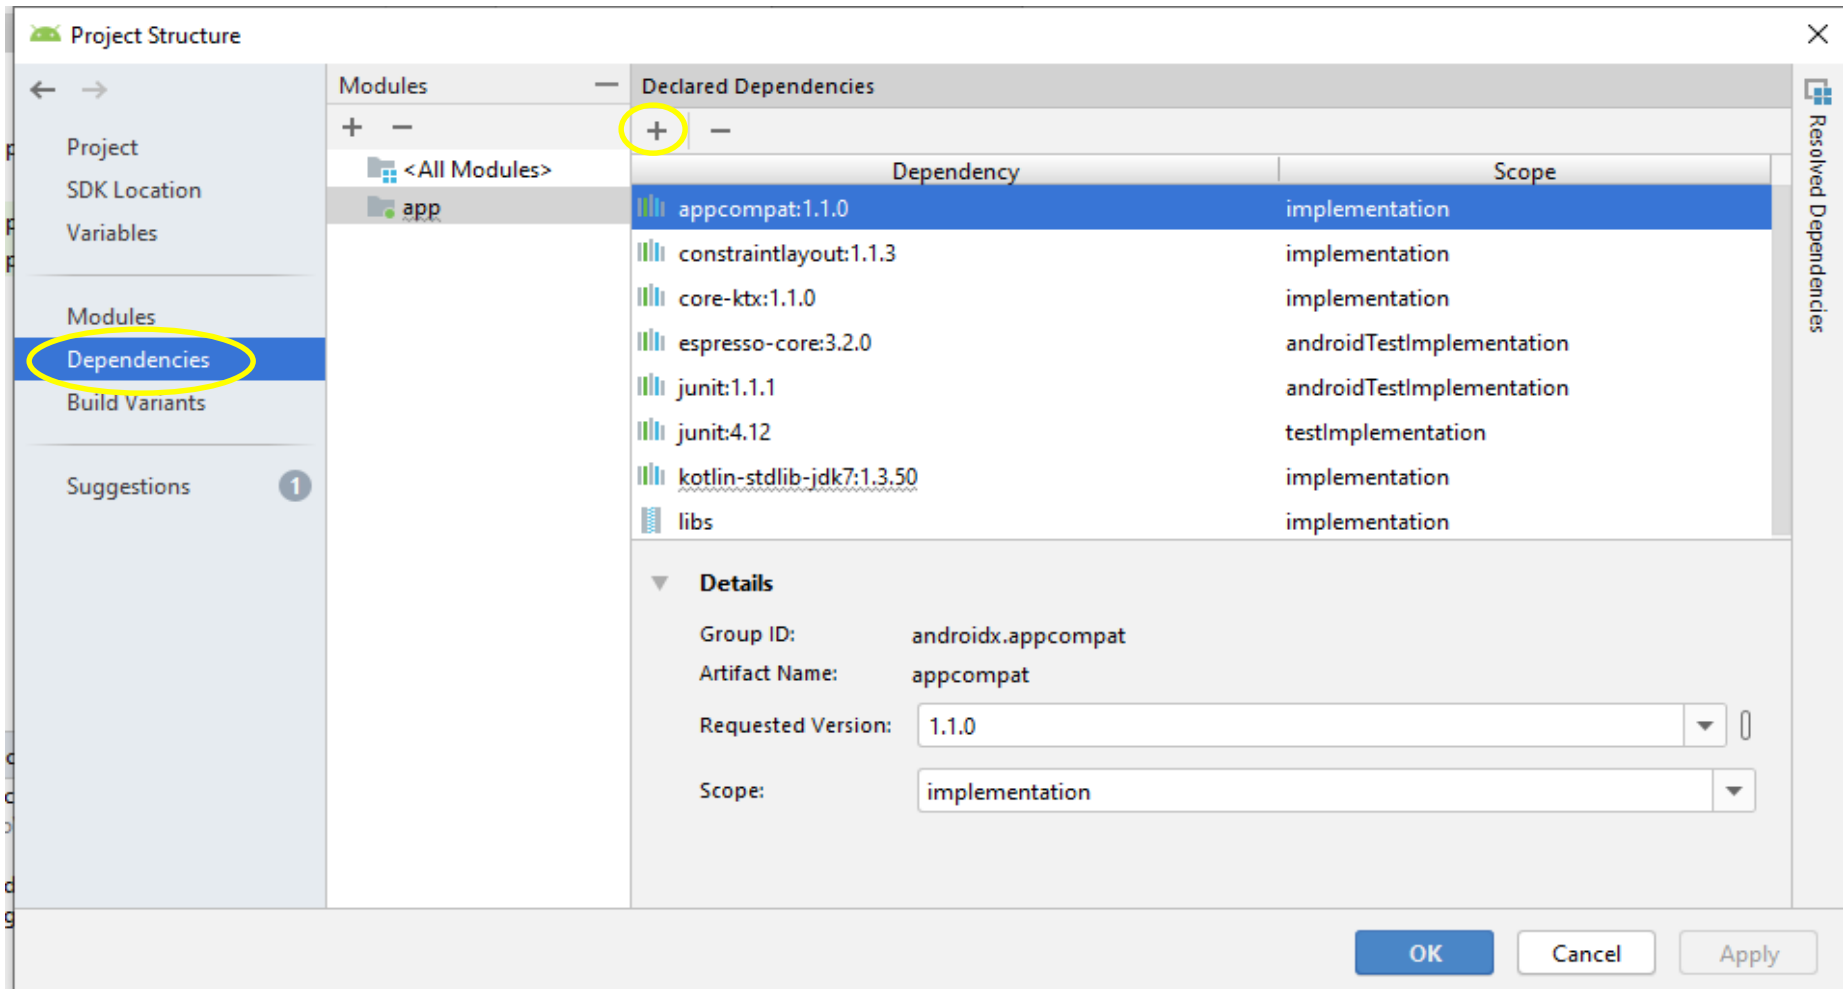 Project Structure
Project
SDK Location
Variables
Modules
Dependencies
Build Variants
Suggestions 1
Modules
<All Modules>
app
Declared Dependencies
Dependency Scope
appcompat:1.1.0 implementation
constraintlayout:1.1.3 implementation
core-ktx:1.1.0 implementation
espresso-core:3.2.0 androidTestImplementation
junit:1.1.1 androidTestImplementation
junit:4.12 testImplementation
kotlin-stdlib-jdk7:1.3.50 implementation
libs implementation
Details
Group ID: androidx.appcompat
Artifact Name: appcompat
Requested Version: 1.1.0
Scope: implementation
Resolved Dependencies
OK Cancel Apply